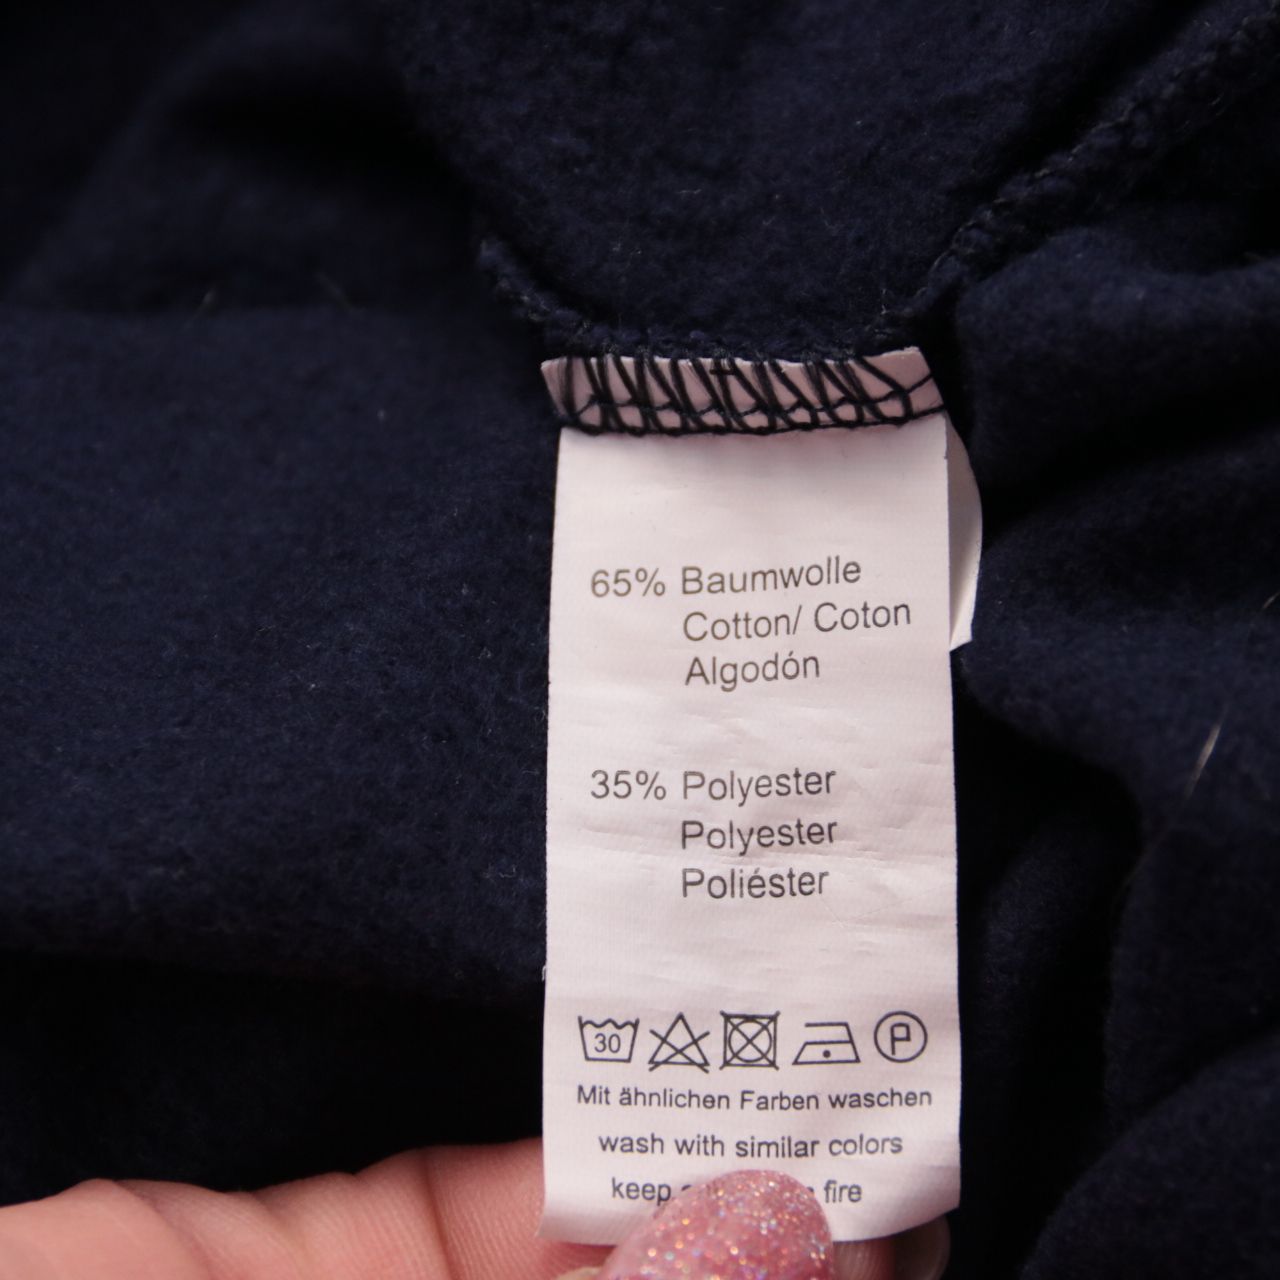 65% Baumwolle
Cotton/ Coton
Algodón
35% Polyester
Polyester
Poliéster
30 P
Mit ähnlichen Farben waschen
wash with similar colors
keep fire